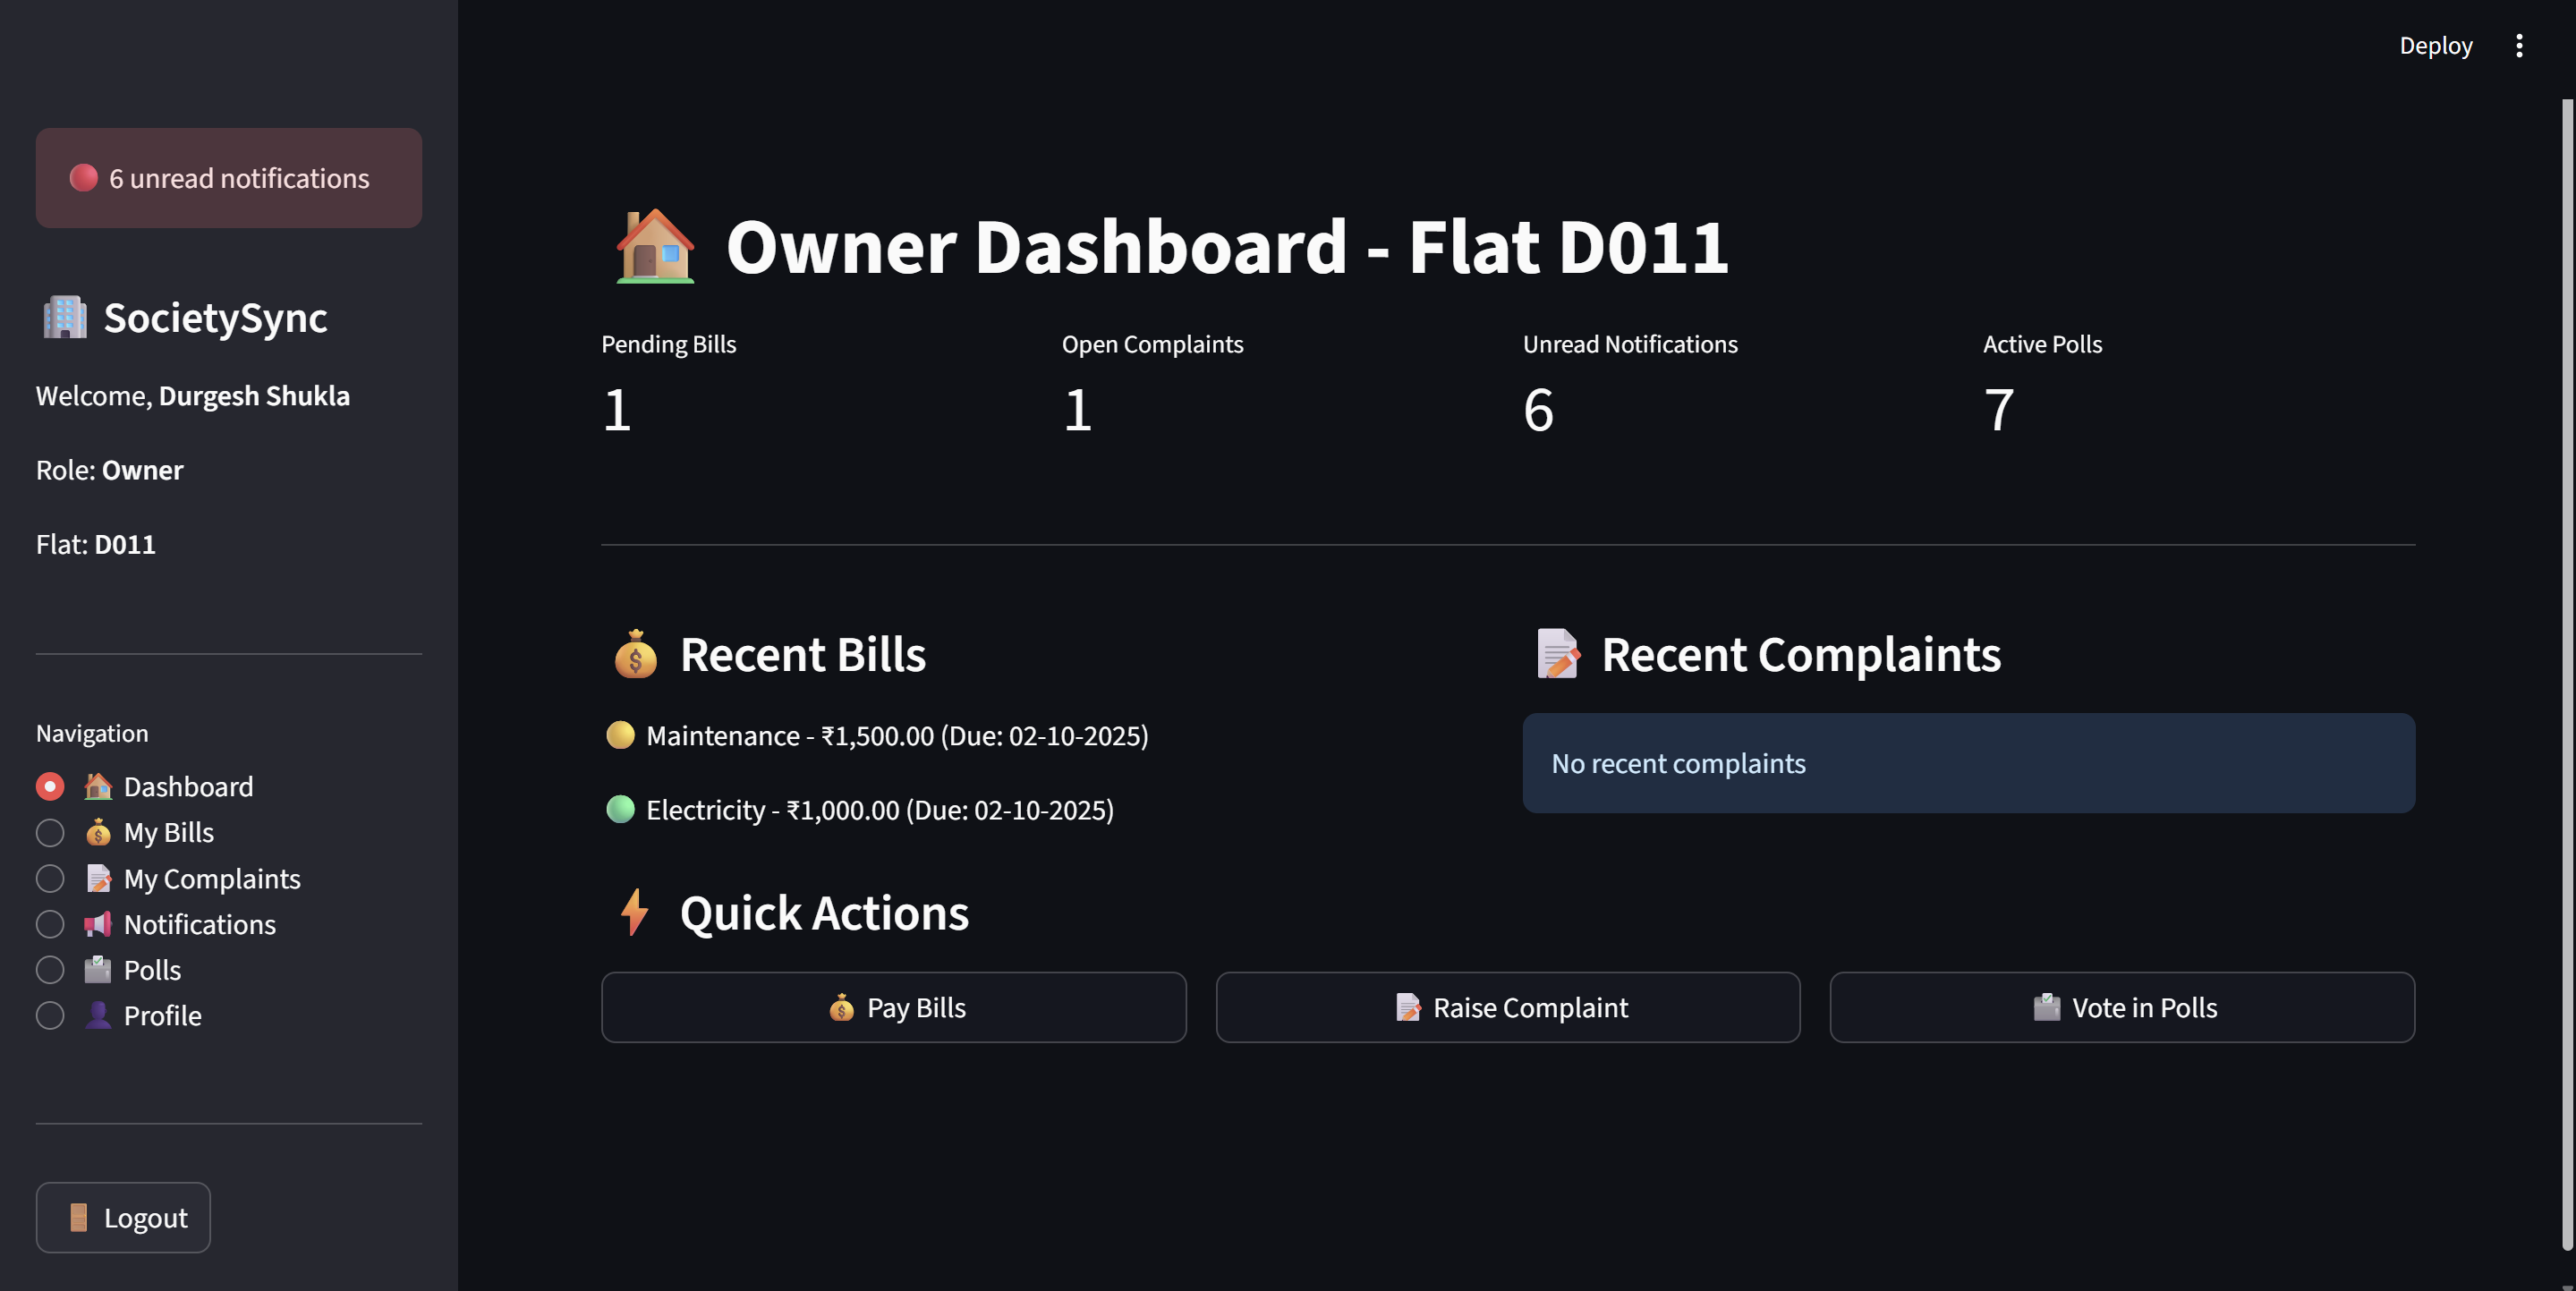 Deploy
6 unread notifications
SocietySync
Welcome, Durgesh Shukla
Role: Owner
Flat: D011
Navigation
Dashboard
My Bills
My Complaints
Notifications
Polls
Profile
Logout
Owner Dashboard - Flat D011
Pending Bills
1
Open Complaints
1
Unread Notifications
6
Active Polls
7
Recent Bills
Maintenance - ₹1,500.00 (Due: 02-10-2025)
Electricity - ₹1,000.00 (Due: 02-10-2025)
Recent Complaints
No recent complaints
Quick Actions
Pay Bills
Raise Complaint
Vote in Polls